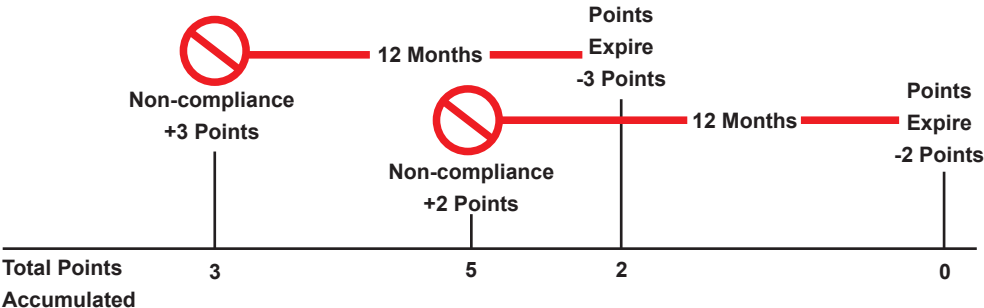 Points
Expire
-3 Points
12 Months
Non-compliance
+3 Points
Points
Expire
-2 Points
12 Months
Non-compliance
+2 Points
Total Points
Accumulated
3
5
2
0